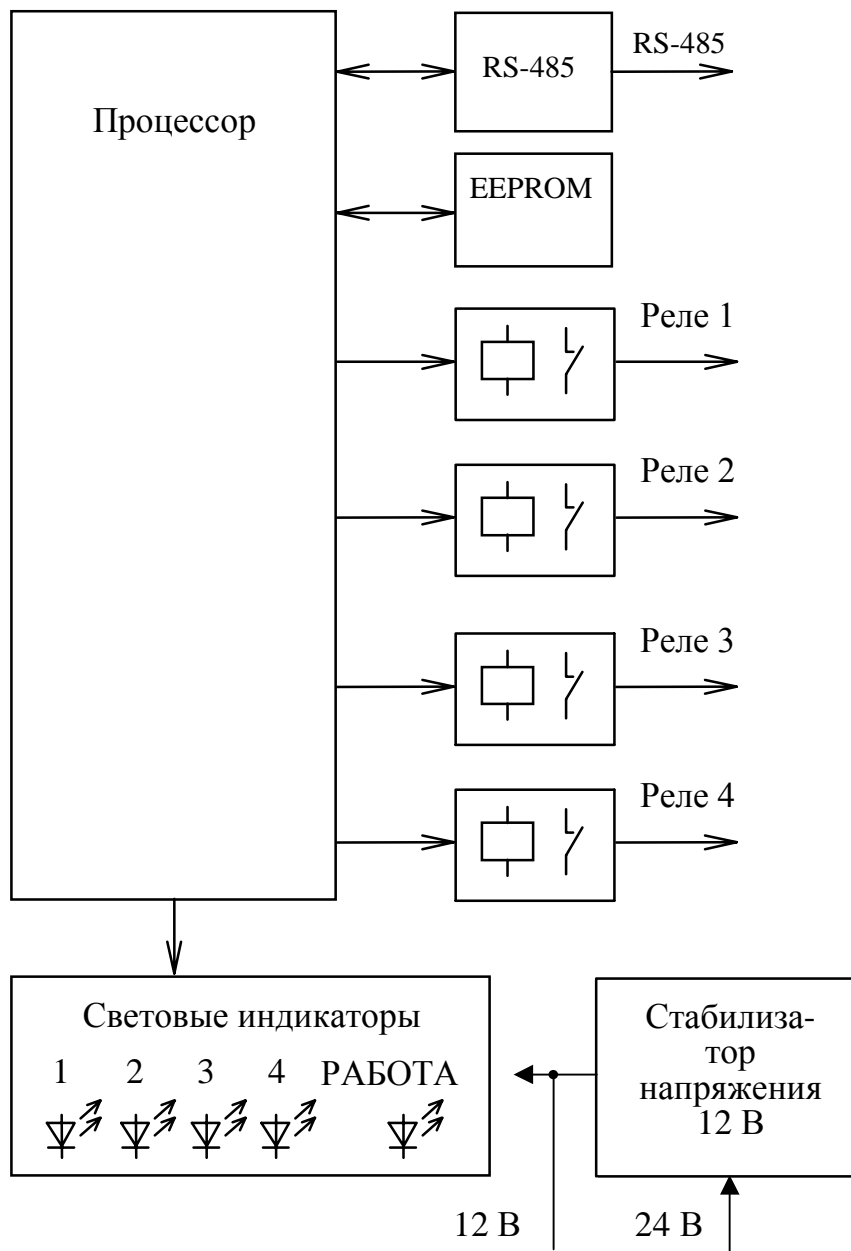 RS-485
RS-485
Процессор
EEPROM
Реле 1
Реле 2
Реле 3
Реле 4
Световые индикаторы
1 2 3 4 РАБОТА
Стабилиза-
тор
напряжения
12 В
12 В
24 В